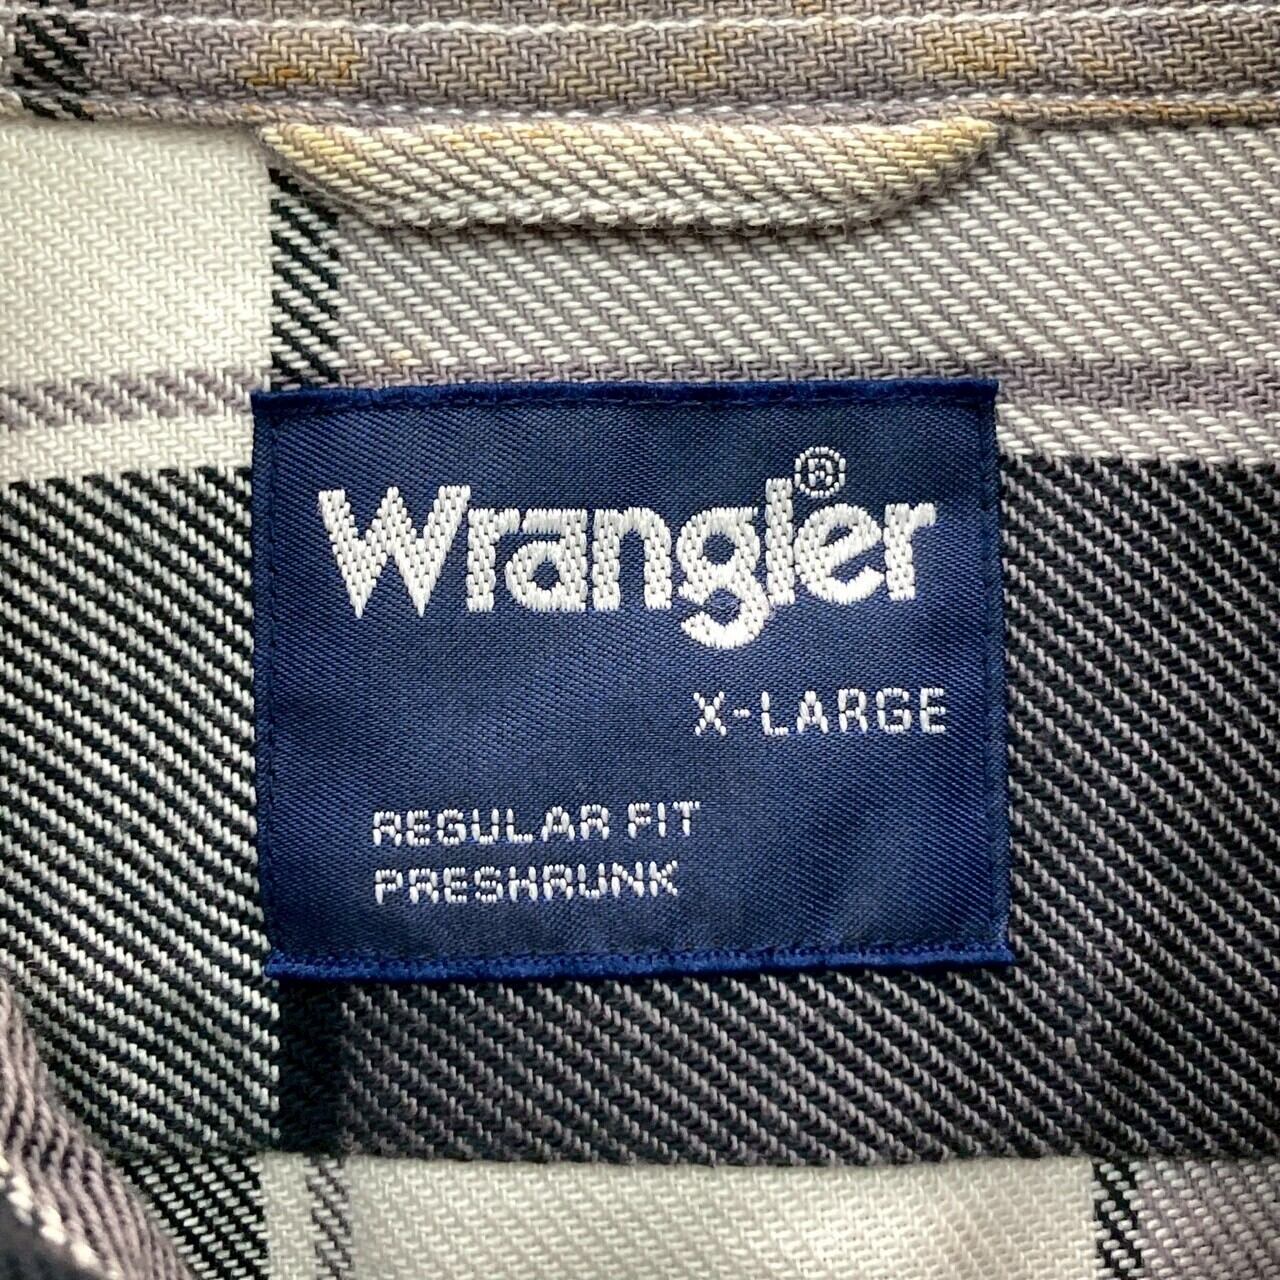 Wrangler®
X-LARGE
REGULAR FIT
PRESHRUNK